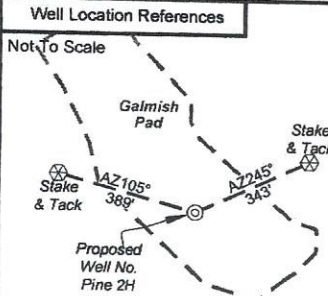 Well Location References
Not To Scale
Galmish
Pad
Stake
& Tack
AZ105°
389'
AZ245°
343'
Stake
& Tack
Proposed
Well No.
Pine 2H